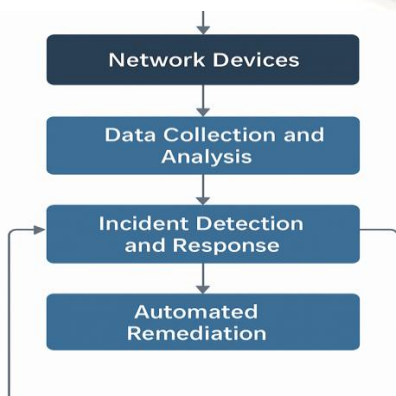 Network Devices
Data Collection and
Analysis
Incident Detection
and Response
Automated
Remediation